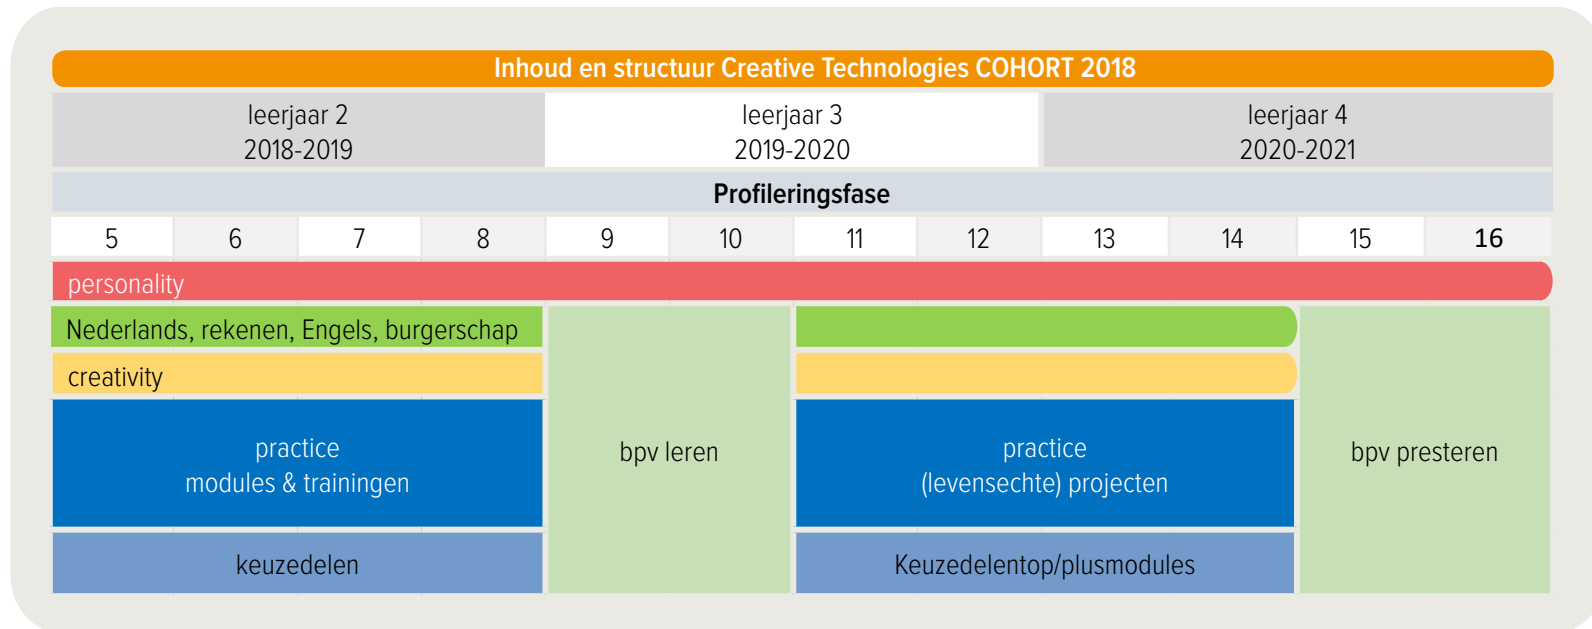 Inhoud en structuur Creative Technologies COHORT 2018
leerjaar 2
2018-2019
leerjaar 3
2019-2020
leerjaar 4
2020-2021
Profileringsfase
5 6 7 8 9 10 11 12 13 14 15 16
personality
Nederlands, rekenen, Engels, burgerschap
creativity
practice
modules & trainingen
bpv leren
practice
(levensechte) projecten
bpv presteren
keuzedelen
Keuzedelentop/plusmodules